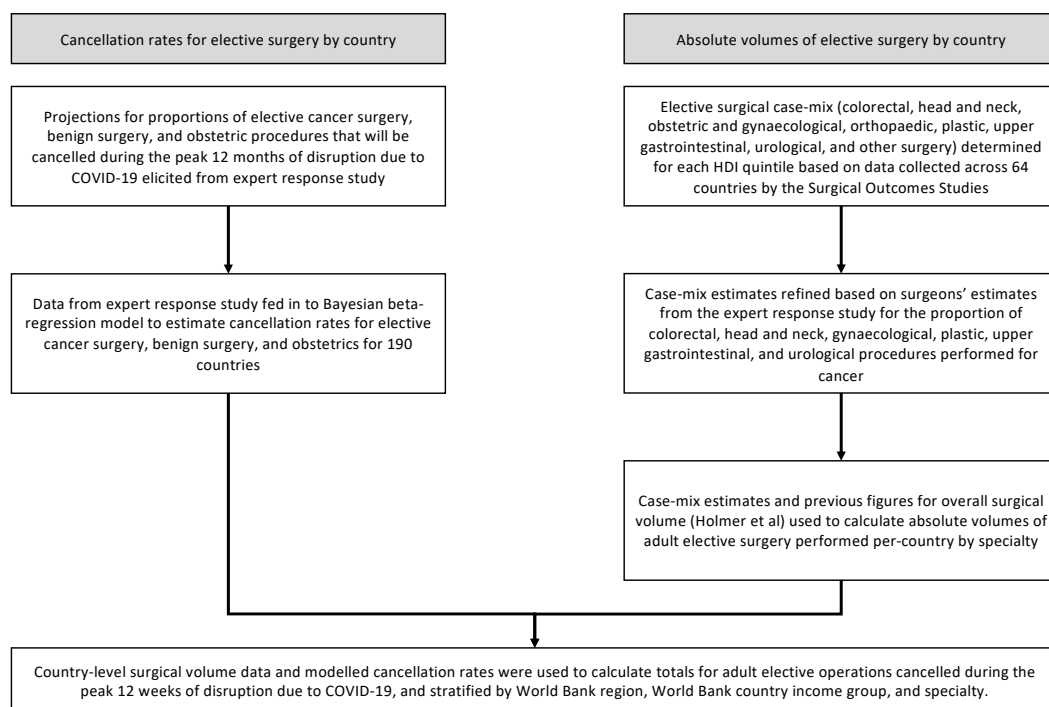 Cancellation rates for elective surgery by country
Absolute volumes of elective surgery by country
Projections for proportions of elective cancer surgery,
benign surgery, and obstetric procedures that will be
cancelled during the peak 12 months of disruption due to
COVID-19 elicited from expert response study
Elective surgical case-mix (colorectal, head and neck,
obstetric and gynaecological, orthopaedic, plastic, upper
gastrointestinal, urological, and other surgery) determined
for each HDI quintile based on data collected across 64
countries by the Surgical Outcomes Studies
Data from expert response study fed in to Bayesian beta-
regression model to estimate cancellation rates for elective
cancer surgery, benign surgery, and obstetrics for 190
countries
Case-mix estimates refined based on surgeons’ estimates
from the expert response study for the proportion of
colorectal, head and neck, gynaecological, plastic, upper
gastrointestinal, and urological procedures performed for
cancer
Case-mix estimates and previous figures for overall surgical
volume (Holmer et al) used to calculate absolute volumes of
adult elective surgery performed per-country by specialty
Country-level surgical volume data and modelled cancellation rates were used to calculate totals for adult elective operations cancelled during the
peak 12 weeks of disruption due to COVID-19, and stratified by World Bank region, World Bank country income group, and specialty.